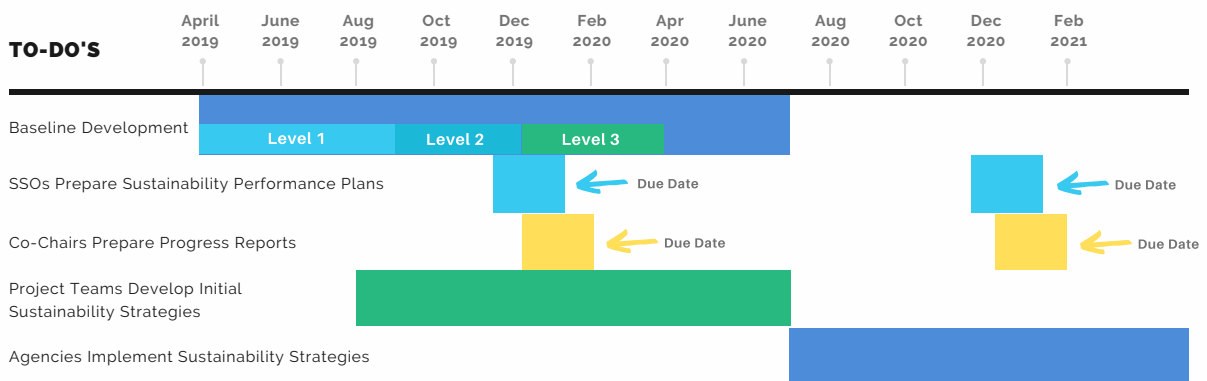 April June Aug Oct Dec Feb Apr June Aug Oct Dec Feb
2019 2019 2019 2019 2019 2020 2020 2020 2020 2020 2020 2021
TO-DO'S
Baseline Development
Level 1 Level 2 Level 3
SSOs Prepare Sustainability Performance Plans Due Date Due Date
Co-Chairs Prepare Progress Reports Due Date Due Date
Project Teams Develop Initial
Sustainability Strategies
Agencies Implement Sustainability Strategies